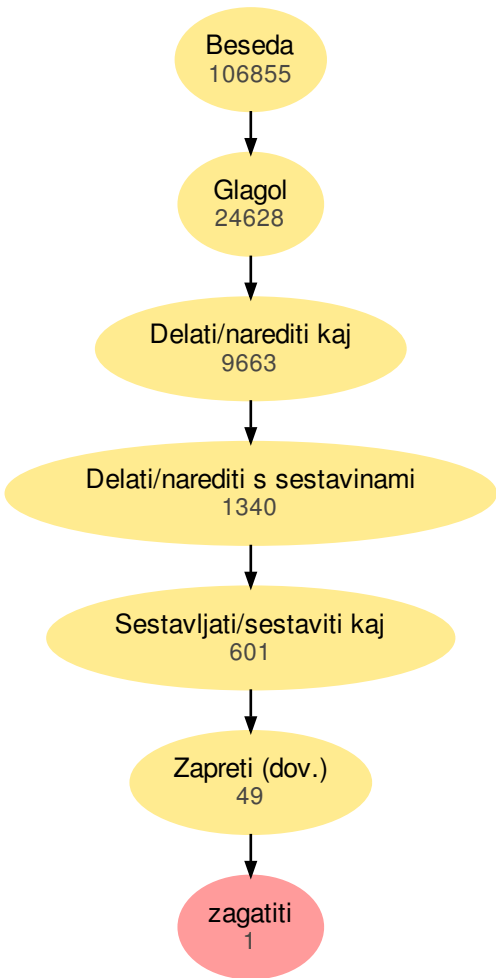 Beseda
106855
Glagol
24628
Delati/narediti kaj
9663
Delati/narediti s sestavinami
1340
Sestavljati/sestaviti kaj
601
Zapreti (dov.)
49
zagatiti
1